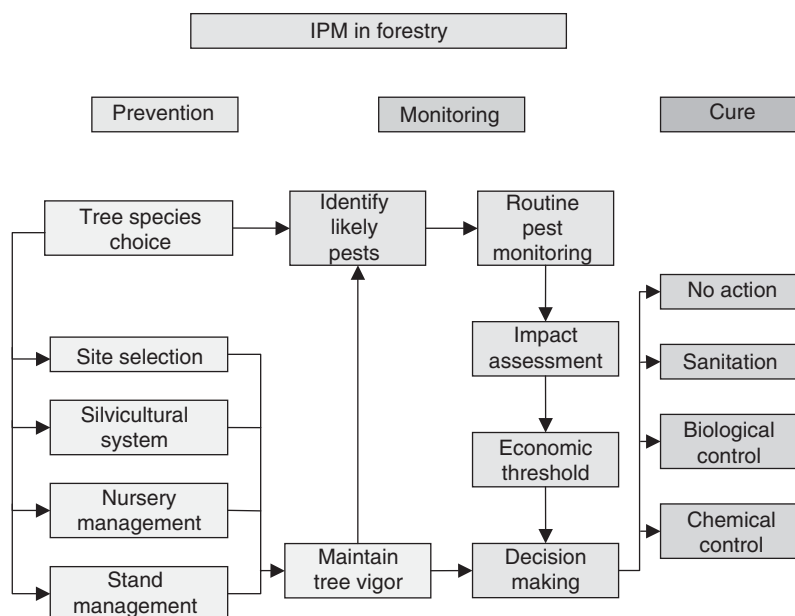 IPM in forestry
Prevention
Monitoring
Cure
Tree species
choice
Identify
likely
pests
Routine
pest
monitoring
No action
Site selection
Impact
assessment
Sanitation
Silvicultural
system
Economic
threshold
Biological
control
Nursery
management
Chemical
control
Stand
management
Maintain
tree vigor
Decision
making